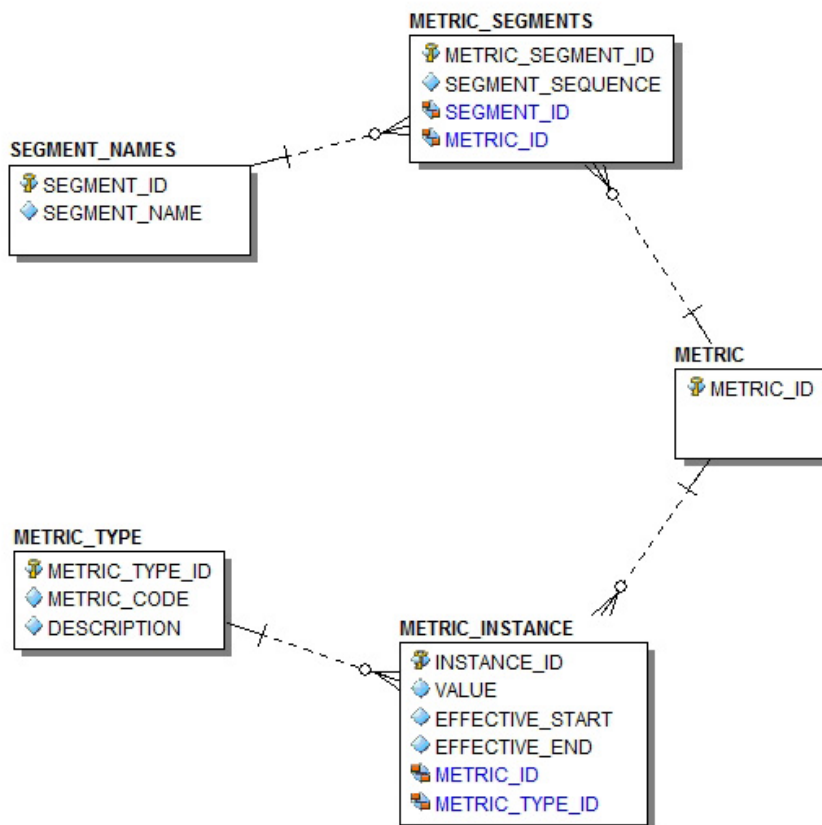 METRIC_SEGMENTS
METRIC_SEGMENT_ID
SEGMENT_SEQUENCE
SEGMENT_ID
METRIC_ID
SEGMENT_NAMES
SEGMENT_ID
SEGMENT_NAME
METRIC
METRIC_ID
METRIC_TYPE
METRIC_TYPE_ID
METRIC_CODE
DESCRIPTION
METRIC_INSTANCE
INSTANCE_ID
VALUE
EFFECTIVE_START
EFFECTIVE_END
METRIC_ID
METRIC_TYPE_ID